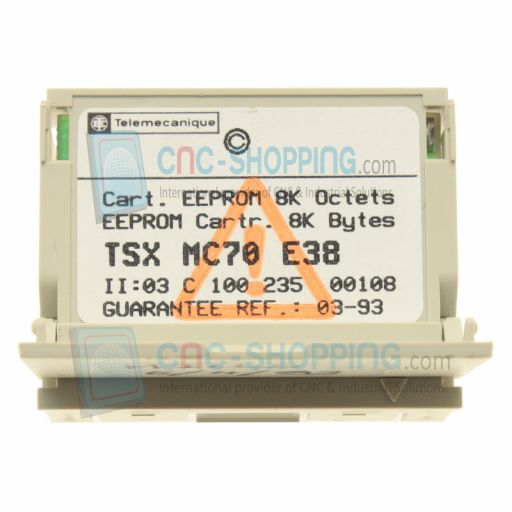 Telemecanique
C
CNC-SHOPPING.com
International provider of CNC & Industrial Solutions
Cart. EEPROM 8K Octets
EEPROM Cartr. 8K Bytes
TSX MC70 E38
II:03 C 100 235 00108
GUARANTEE REF.: 03-93
CNC-SHOPPING.com
International provider of CNC & Industrial Solutions